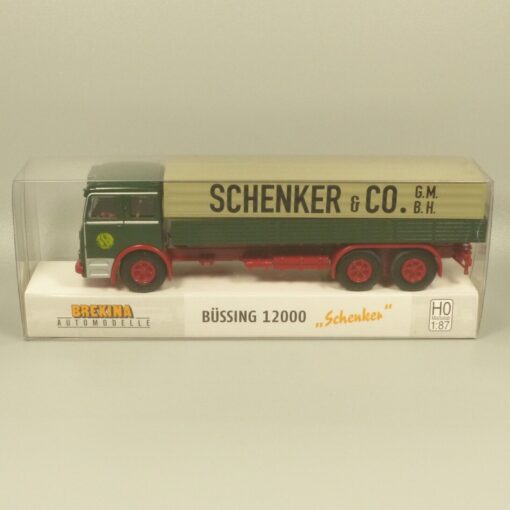 SCHENKER & CO. G.M.
B.H.
BREKINA
AUTOMODELLE
BÜSSING 12000 „Schenker“
H0
1:87